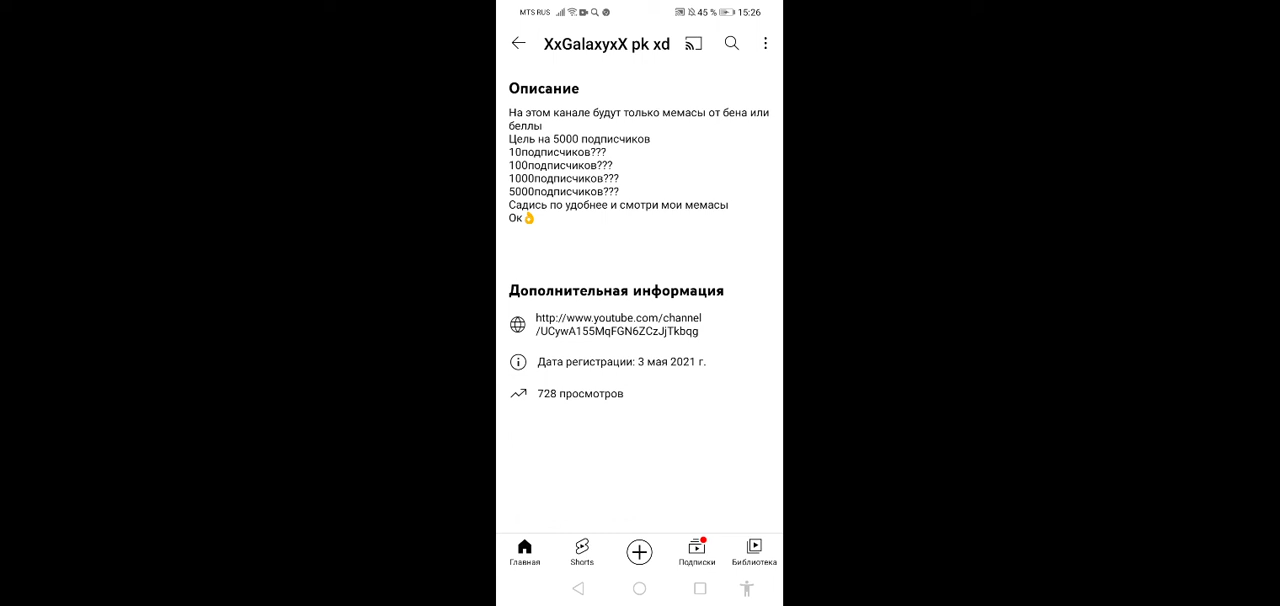 MTS RUS 45 % 15:26
XxGalaxyxX pk xd
Описание
На этом канале будут только мемасы от бена или
беллы
Цель на 5000 подписчиков
10подписчиков???
100подписчиков???
1000подписчиков???
5000подписчиков???
Садись по удобнее и смотри мои мемасы
Ок👌
Дополнительная информация
http://www.youtube.com/channel
/UCywA155MqFGN6ZCzJjTkbqg
Дата регистрации: 3 мая 2021 г.
728 просмотров
Главная Shorts Подписки Библиотека